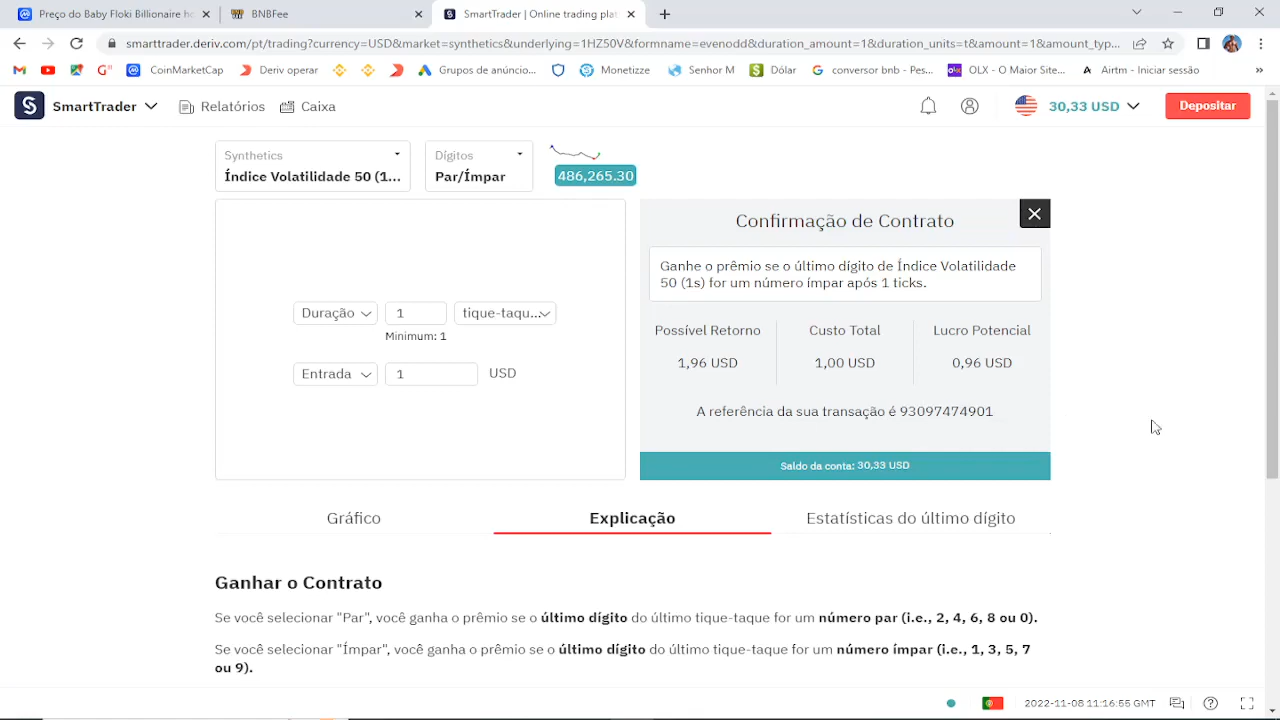 Preço do Baby Floki Billionaire ho
BNBFee
SmartTrader | Online trading plat
smarttrader.deriv.com/pt/trading?currency=USD&market=synthetics&underlying=1HZ50V&formname=evenodd&duration_amount=1&duration_units=t&amount=1&amount_typ...
CoinMarketCap
Deriv operar
Grupos de anúncio...
Monetizze
Senhor M
Dólar
conversor bnb - Pes...
OLX - O Maior Site...
Airtm - Iniciar sessão
»
SmartTrader
Relatórios
Caixa
30,33 USD
Depositar
Synthetics
Índice Volatilidade 50 (1...
Dígitos
Par/Ímpar
486,265.30
Duração
1
tique-taqu...
Minimum: 1
Entrada
1
USD
Confirmação de Contrato
Ganhe o prêmio se o último dígito de Índice Volatilidade
50 (1s) for um número ímpar após 1 ticks.
Possível Retorno
Custo Total
Lucro Potencial
1,96 USD
1,00 USD
0,96 USD
A referência da sua transação é 93097474901
Saldo da conta: 30,33 USD
Gráfico
Explicação
Estatísticas do último dígito
Ganhar o Contrato
Se você selecionar "Par", você ganha o prêmio se o último dígito do último tique-taque for um número par (i.e., 2, 4, 6, 8 ou 0).
Se você selecionar "Ímpar", você ganha o prêmio se o último dígito do último tique-taque for um número ímpar (i.e., 1, 3, 5, 7
ou 9).
2022-11-08 11:16:55 GMT